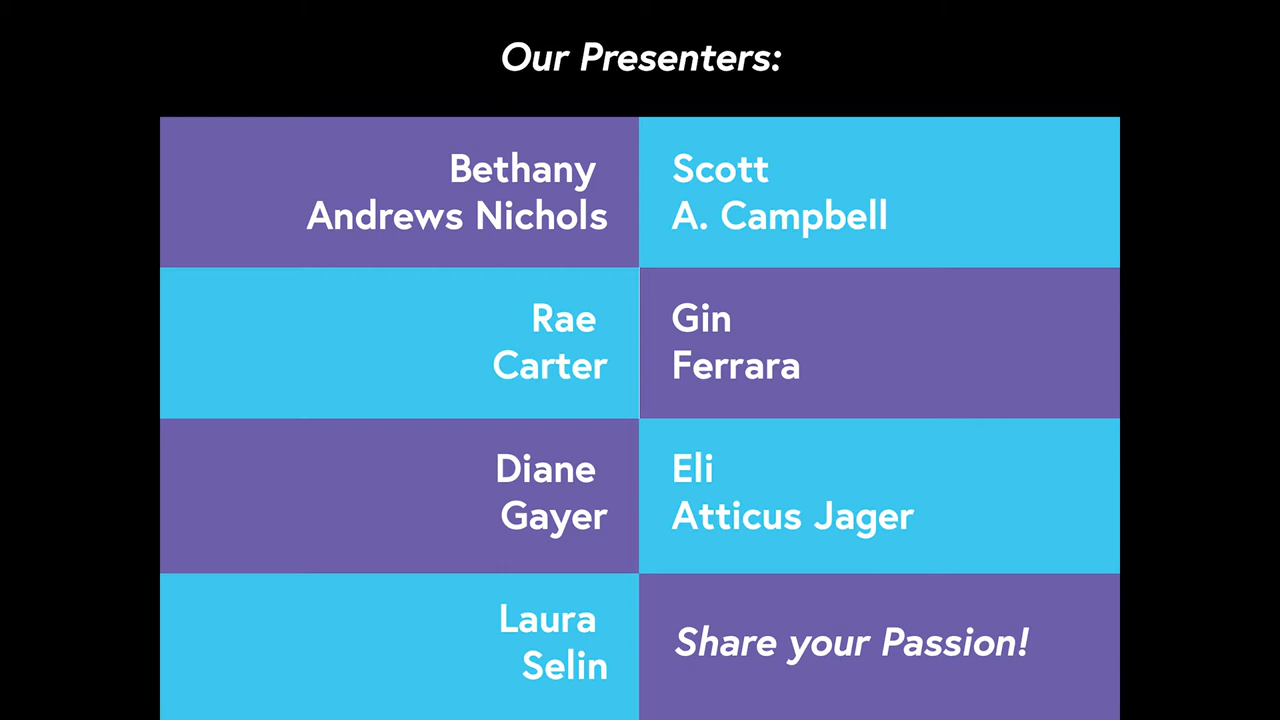 Our Presenters:
Bethany
Andrews Nichols
Scott
A. Campbell
Rae
Carter
Gin
Ferrara
Diane
Gayer
Eli
Atticus Jager
Laura
Selin
Share your Passion!